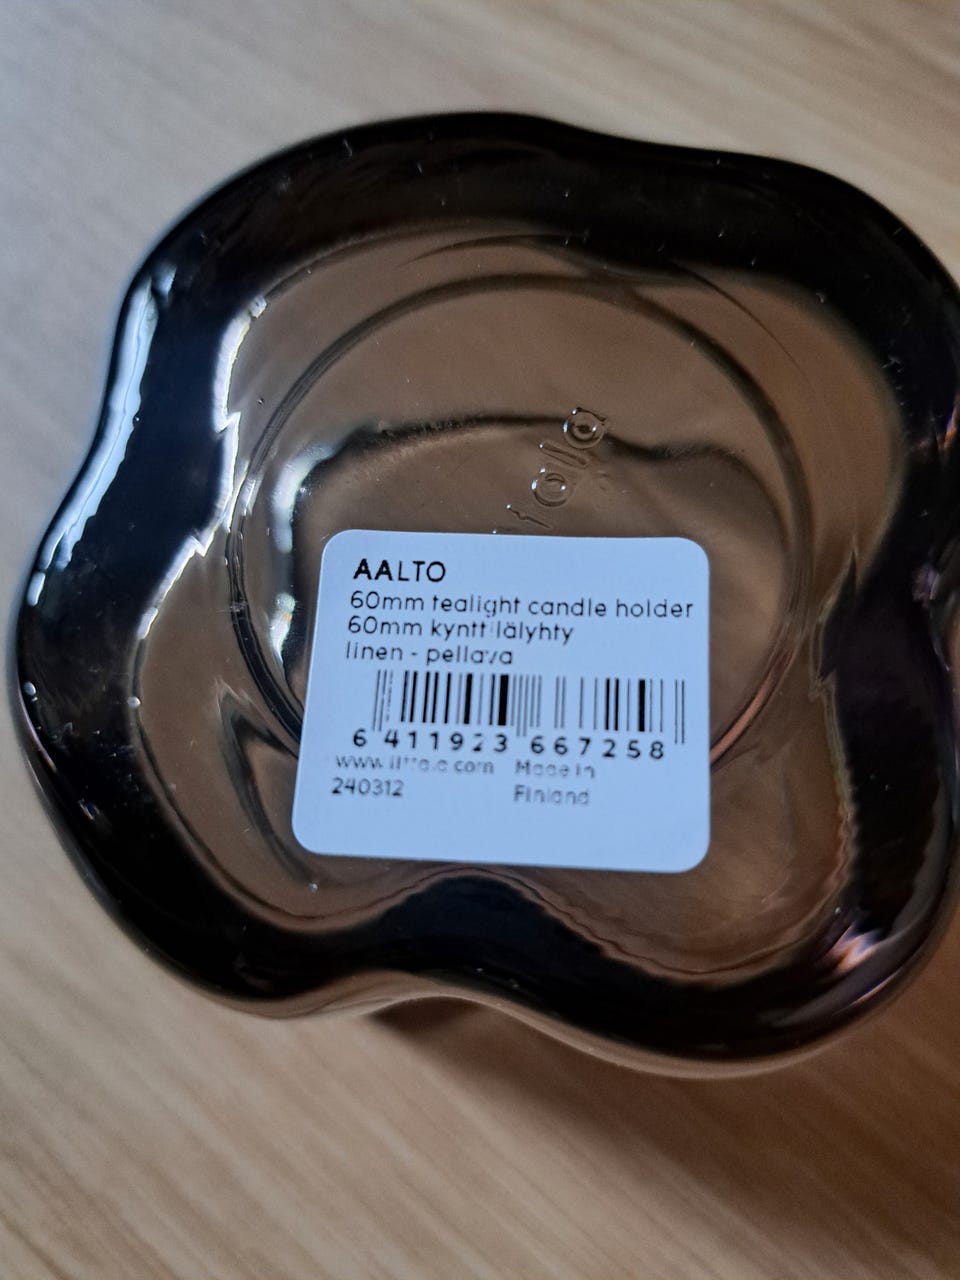 alla
AALTO
60mm tealight candle holder
60mm kynttilälyhty
linen - pellava
6 411923 667258
www.iittala.com Made in
240312 Finland